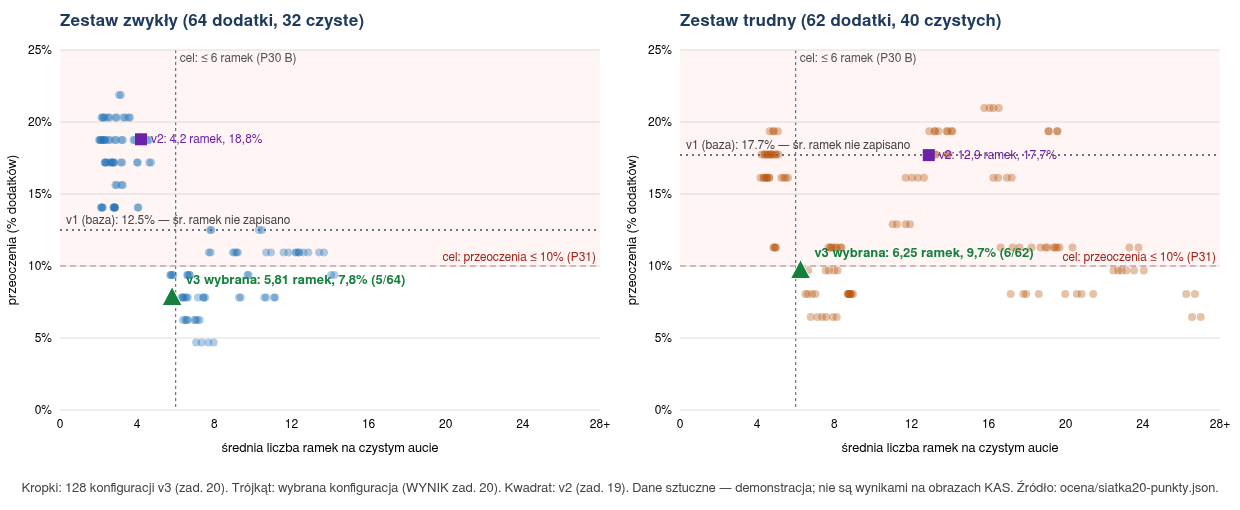 Zestaw zwykły (64 dodatki, 32 czyste)
25%
20%
15%
10%
5%
0%
przeoczenia (% dodatków)
cel: ≤ 6 ramek (P30 B)
v2: 4,2 ramek, 18,8%
v1 (baza): 12.5% — śr. ramek nie zapisano
cel: przeoczenia ≤ 10% (P31)
v3 wybrana: 5,81 ramek, 7,8% (5/64)
0 4 8 12 16 20 24 28+
średnia liczba ramek na czystym aucie
Zestaw trudny (62 dodatki, 40 czystych)
25%
20%
15%
10%
5%
0%
przeoczenia (% dodatków)
cel: ≤ 6 ramek (P30 B)
v1 (baza): 17.7% — śr. ramek nie zapisano
v2: 12,9 ramek, 17,7%
v3 wybrana: 6,25 ramek, 9,7% (6/62)
cel: przeoczenia ≤ 10% (P31)
0 4 8 12 16 20 24 28+
średnia liczba ramek na czystym aucie
Kropki: 128 konfiguracji v3 (zad. 20). Trójkąt: wybrana konfiguracja (WYNIK zad. 20). Kwadrat: v2 (zad. 19). Dane sztuczne — demonstracja; nie są wynikami na obrazach KAS. Źródło: ocena/siatka20-punkty.json.